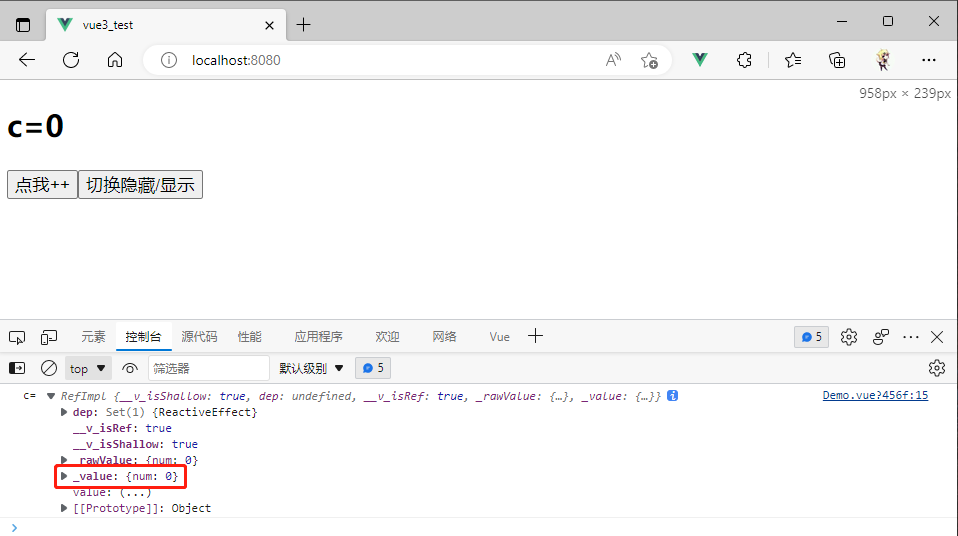 vue3_test
localhost:8080
958px × 239px
c=0
点我++ 切换隐藏/显示
元素 控制台 源代码 性能 应用程序 欢迎 网络 Vue 5
top 筛选器 默认级别 5
c= RefImpl {__v_isShallow: true, dep: undefined, __v_isRef: true, _rawValue: {…}, _value: {…}} Demo.vue?456f:15
dep: Set(1) {ReactiveEffect}
__v_isRef: true
__v_isShallow: true
_rawValue: {num: 0}
_value: {num: 0}
value: (...)
[[Prototype]]: Object